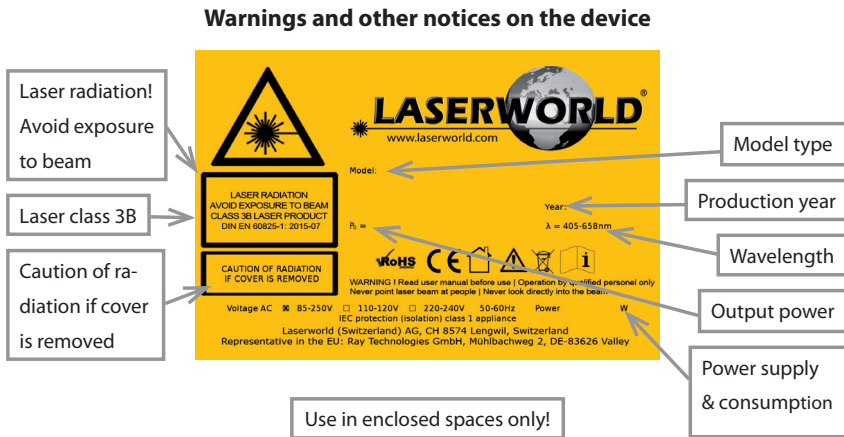 Warnings and other notices on the device
Laser radiation!
Avoid exposure
to beam
Laser class 3B
Caution of ra-
diation if cover
is removed
LASERWORLD®
www.laserworld.com
Model:
LASER RADIATION
AVOID EXPOSURE TO BEAM
CLASS 3B LASER PRODUCT
DIN EN 60825-1: 2015-07
Year:
P₀ =
λ = 405-658nm
CAUTION OF RADIATION
IF COVER IS REMOVED
RoHS CE i
WARNING ! Read user manual before use | Operation by qualified personel only
Never point laser beam at people | Never look directly into the beam
Voltage AC ☒ 85-250V ☐ 110-120V ☐ 220-240V 50-60Hz Power W
IEC protection (isolation) class 1 appliance
Laserworld (Switzerland) AG, CH 8574 Lengwil, Switzerland
Representative in the EU: Ray Technologies GmbH, Mühlbachweg 2, DE-83626 Valley
Model type
Production year
Wavelength
Output power
Power supply
& consumption
Use in enclosed spaces only!